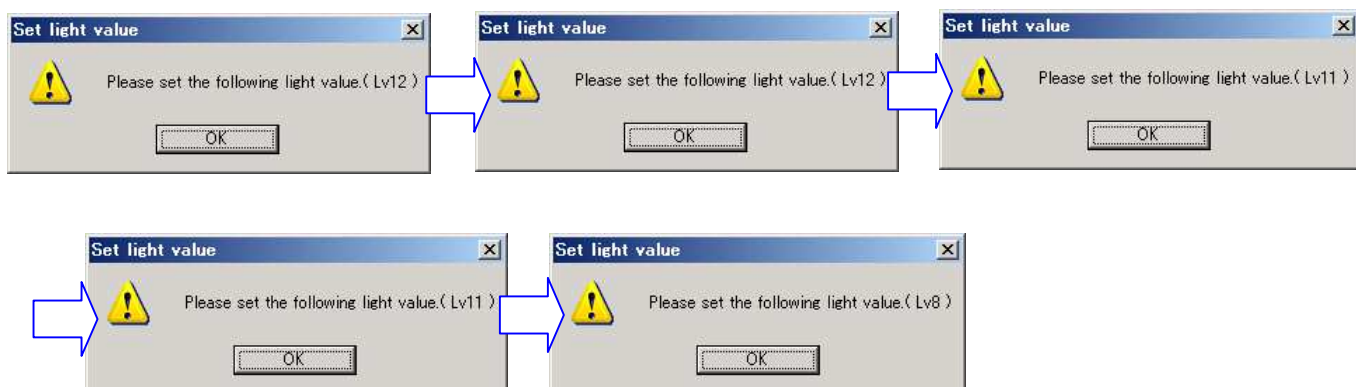 Set light value
Please set the following light value.( Lv12 )
OK
Set light value
Please set the following light value.( Lv12 )
OK
Set light value
Please set the following light value.( Lv11 )
OK
Set light value
Please set the following light value.( Lv11 )
OK
Set light value
Please set the following light value.( Lv8 )
OK